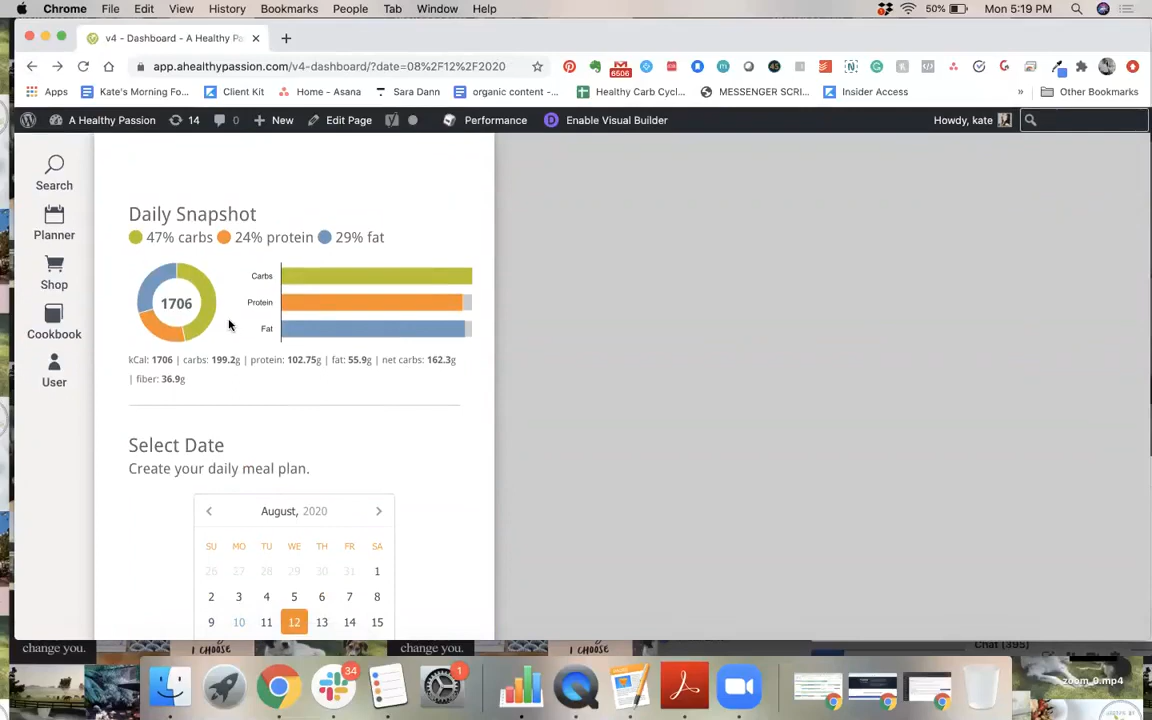 Chrome File Edit View History Bookmarks People Tab Window Help 50% Mon 5:19 PM
v4 - Dashboard - A Healthy Pa
app.ahealthypassion.com/v4-dashboard/?date=08%2F12%2F2020 6506
Apps Kate's Morning Fo... Client Kit Home - Asana Sara Dann organic content -... Healthy Carb Cycl... MESSENGER SCRI... Insider Access » Other Bookmarks
A Healthy Passion 14 0 New Edit Page Performance Enable Visual Builder Howdy, kate
Search
Planner
Shop
Cookbook
User
Daily Snapshot
47% carbs 24% protein 29% fat
1706
Carbs
Protein
Fat
kCal: 1706 | carbs: 199.2g | protein: 102.75g | fat: 55.9g | net carbs: 162.3g
| fiber: 36.9g
Select Date
Create your daily meal plan.
August, 2020
SU MO TU WE TH FR SA
26 27 28 29 30 31 1
2 3 4 5 6 7 8
9 10 11 12 13 14 15
change you. I CHOOSE change you. I CHOOSE Chat (395)
34 1
zoom_0.mp4